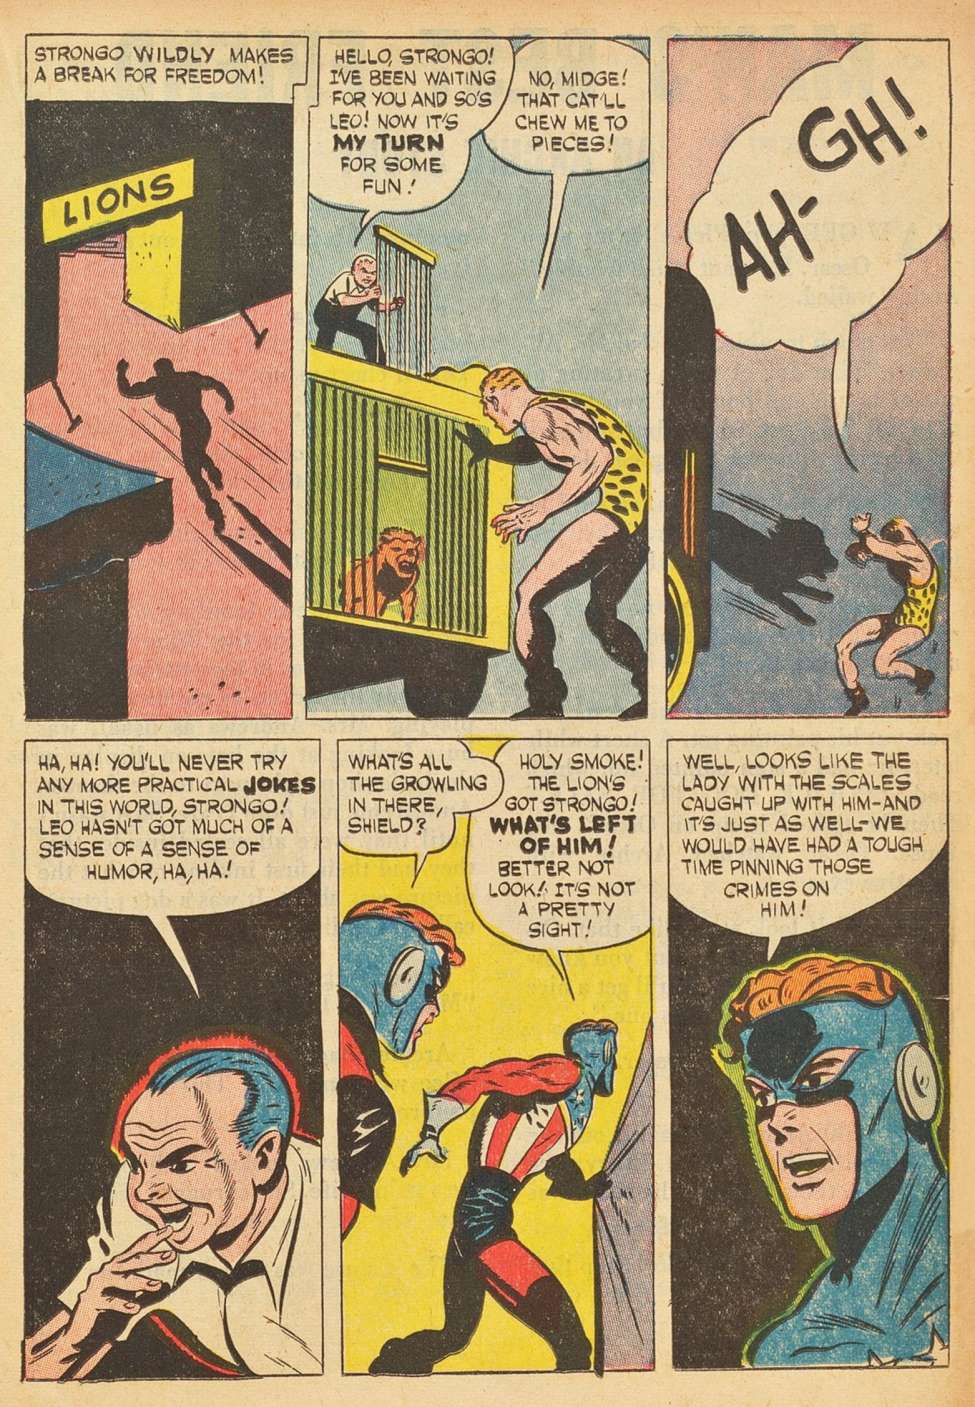 STRONGO WILDLY MAKES
A BREAK FOR FREEDOM!
LIONS
HELLO, STRONGO!
I'VE BEEN WAITING
FOR YOU AND SO'S
LEO! NOW IT'S
MY TURN
FOR SOME
FUN!
NO, MIDGE!
THAT CAT'LL
CHEW ME TO
PIECES!
AH-
GH!
HA, HA! YOU'LL NEVER TRY
ANY MORE PRACTICAL JOKES
IN THIS WORLD, STRONGO!
LEO HASN'T GOT MUCH OF A
SENSE OF A SENSE OF
HUMOR, HA, HA!
WHAT'S ALL
THE GROWLING
IN THERE,
SHIELD?
HOLY SMOKE!
THE LION'S
GOT STRONGO!
WHAT'S LEFT
OF HIM!
BETTER NOT
LOOK! IT'S NOT
A PRETTY
SIGHT!
WELL, LOOKS LIKE THE
LADY WITH THE SCALES
CAUGHT UP WITH HIM-AND
IT'S JUST AS WELL-WE
WOULD HAVE HAD A TOUGH
TIME PINNING THOSE
CRIMES ON
HIM!